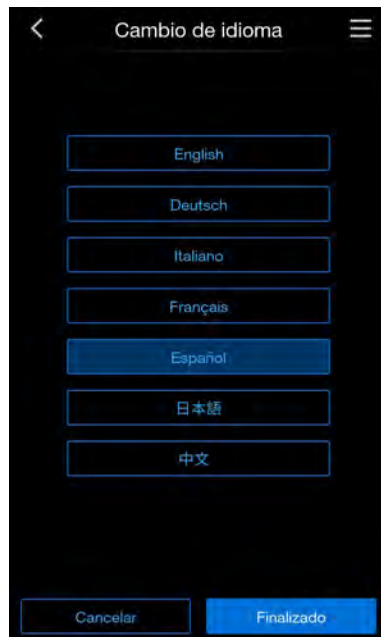 Cambio de idioma
English
Deutsch
Italiano
Français
Español
日本語
中文
Cancelar
Finalizado